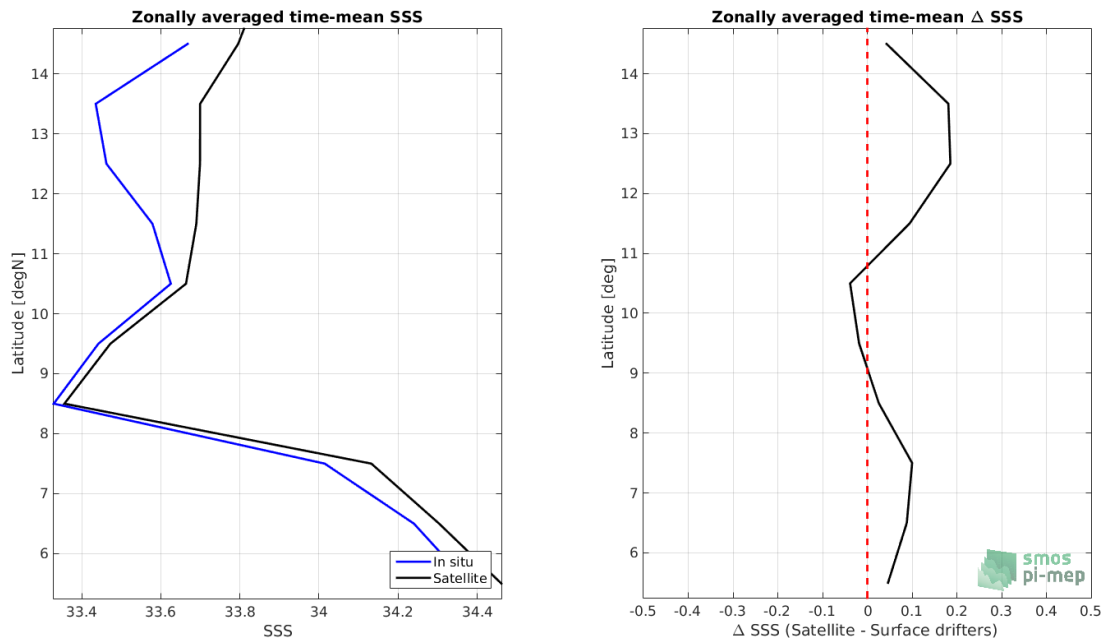 Zonally averaged time-mean SSS
14
13
12
11
10
9
8
7
6
Latitude [degN]
33.4 33.6 33.8 34 34.2 34.4
SSS
In situ
Satellite
Zonally averaged time-mean Δ SSS
14
13
12
11
10
9
8
7
6
Latitude [deg]
-0.5 -0.4 -0.3 -0.2 -0.1 0 0.1 0.2 0.3 0.4 0.5
Δ SSS (Satellite - Surface drifters)
smos
pi-mep